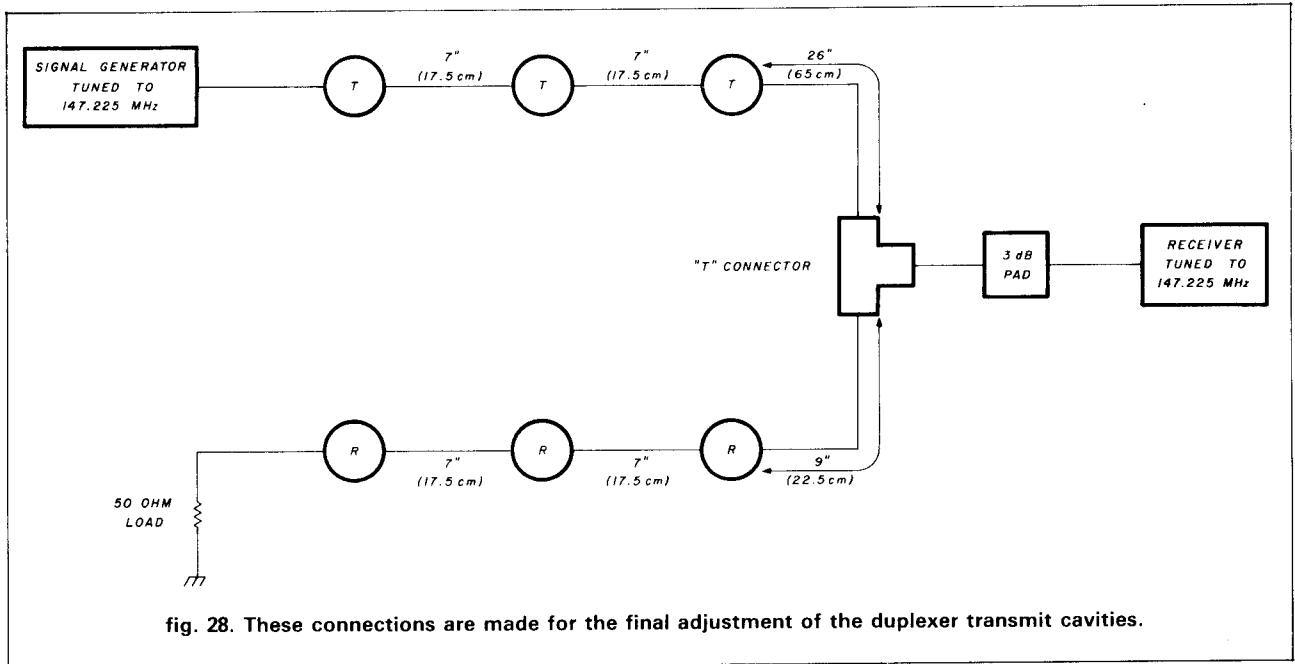 SIGNAL GENERATOR
TUNED TO
147.225 MHz
T
7"
(17.5 cm)
T
7"
(17.5 cm)
T
26"
(65 cm)
"T" CONNECTOR
3 dB
PAD
RECEIVER
TUNED TO
147.225 MHz
50 OHM
LOAD
R
7"
(17.5 cm)
R
7"
(17.5 cm)
R
9"
(22.5 cm)
fig. 28. These connections are made for the final adjustment of the duplexer transmit cavities.